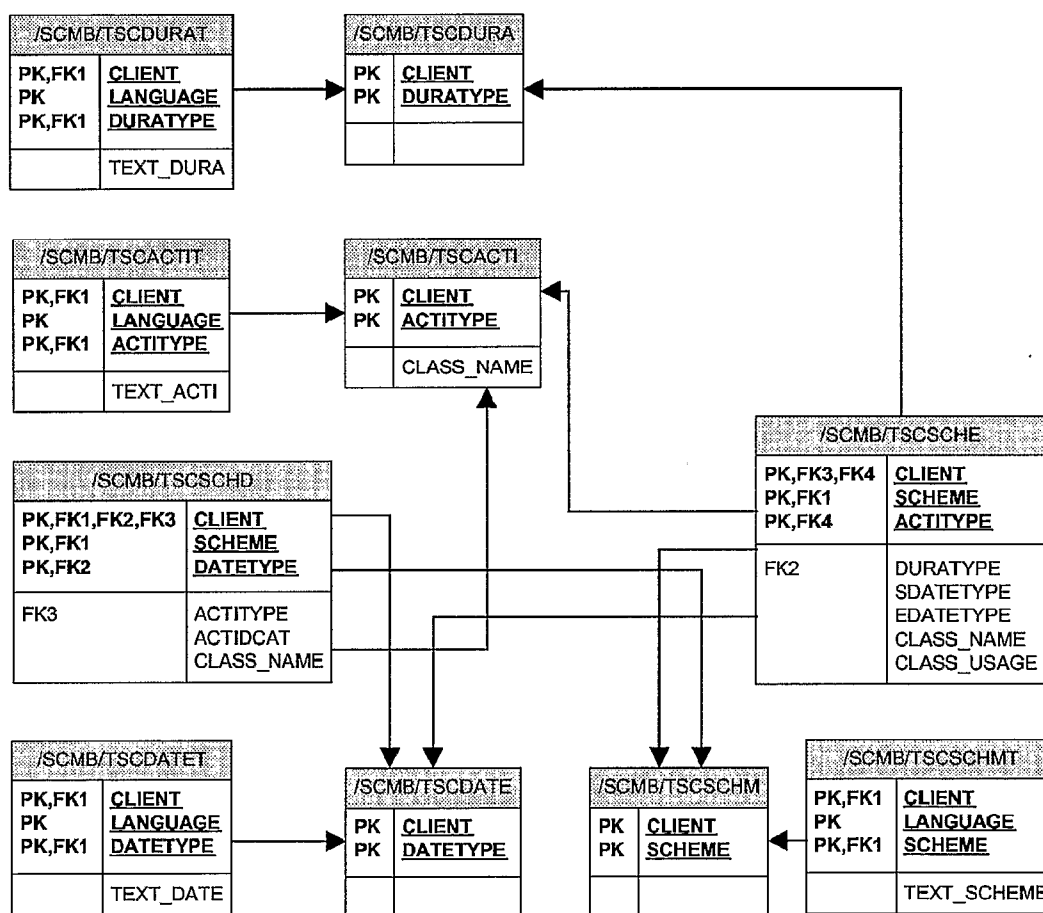 /SCMB/TSCDURAT
PK,FK1 CLIENT
PK LANGUAGE
PK,FK1 DURATYPE
TEXT_DURA
/SCMB/TSCDURA
PK CLIENT
PK DURATYPE
/SCMB/TSCACTIT
PK,FK1 CLIENT
PK LANGUAGE
PK,FK1 ACTITYPE
TEXT_ACTI
/SCMB/TSCACTI
PK CLIENT
PK ACTITYPE
CLASS_NAME
/SCMB/TSCSCHE
PK,FK3,FK4 CLIENT
PK,FK1 SCHEME
PK,FK4 ACTITYPE
FK2 DURATYPE
SDATETYPE
EDATETYPE
CLASS_NAME
CLASS_USAGE
/SCMB/TSCSCHD
PK,FK1,FK2,FK3 CLIENT
PK,FK1 SCHEME
PK,FK2 DATETYPE
FK3 ACTITYPE
ACTIDCAT
CLASS_NAME
/SCMB/TSCDATET
PK,FK1 CLIENT
PK LANGUAGE
PK,FK1 DATETYPE
TEXT_DATE
/SCMB/TSCDATE
PK CLIENT
PK DATETYPE
/SCMB/TSCSCHM
PK CLIENT
PK SCHEME
/SCMB/TSCSCHMT
PK,FK1 CLIENT
PK LANGUAGE
PK,FK1 SCHEME
TEXT_SCHEME